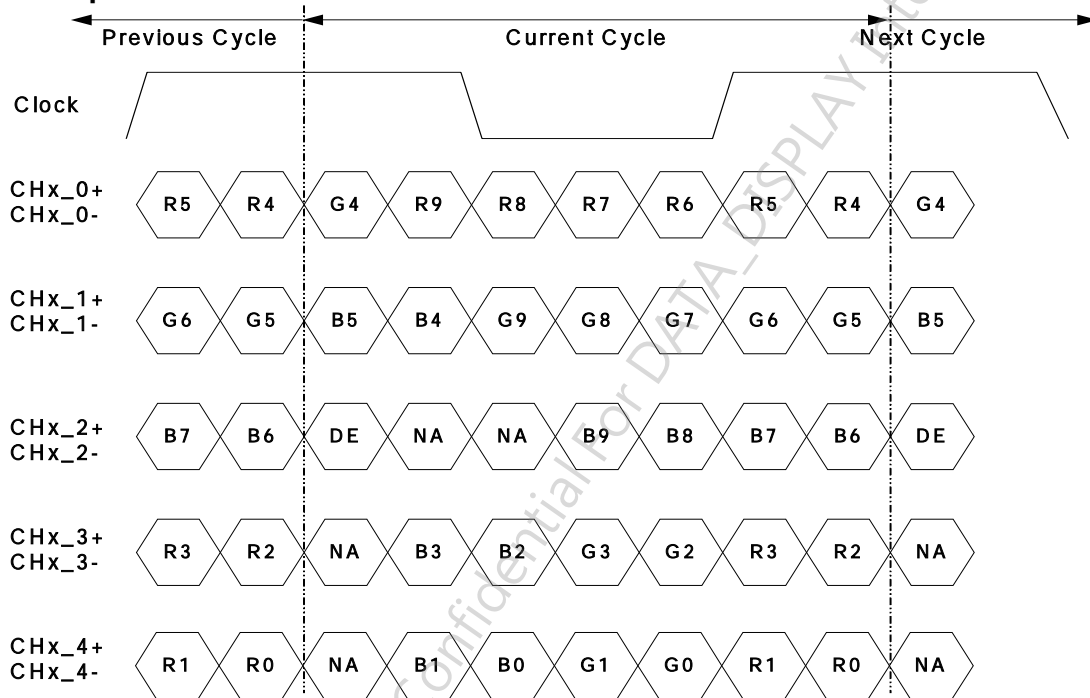 Previous Cycle Current Cycle Next Cycle
Clock
CHx_0+
CHx_0-
R5 R4 G4 R9 R8 R7 R6 R5 R4 G4
CHx_1+
CHx_1-
G6 G5 B5 B4 G9 G8 G7 G6 G5 B5
CHx_2+
CHx_2-
B7 B6 DE NA NA B9 B8 B7 B6 DE
CHx_3+
CHx_3-
R3 R2 NA B3 B2 G3 G2 R3 R2 NA
CHx_4+
CHx_4-
R1 R0 NA B1 B0 G1 G0 R1 R0 NA
Confidential For DATA_DISPLAY